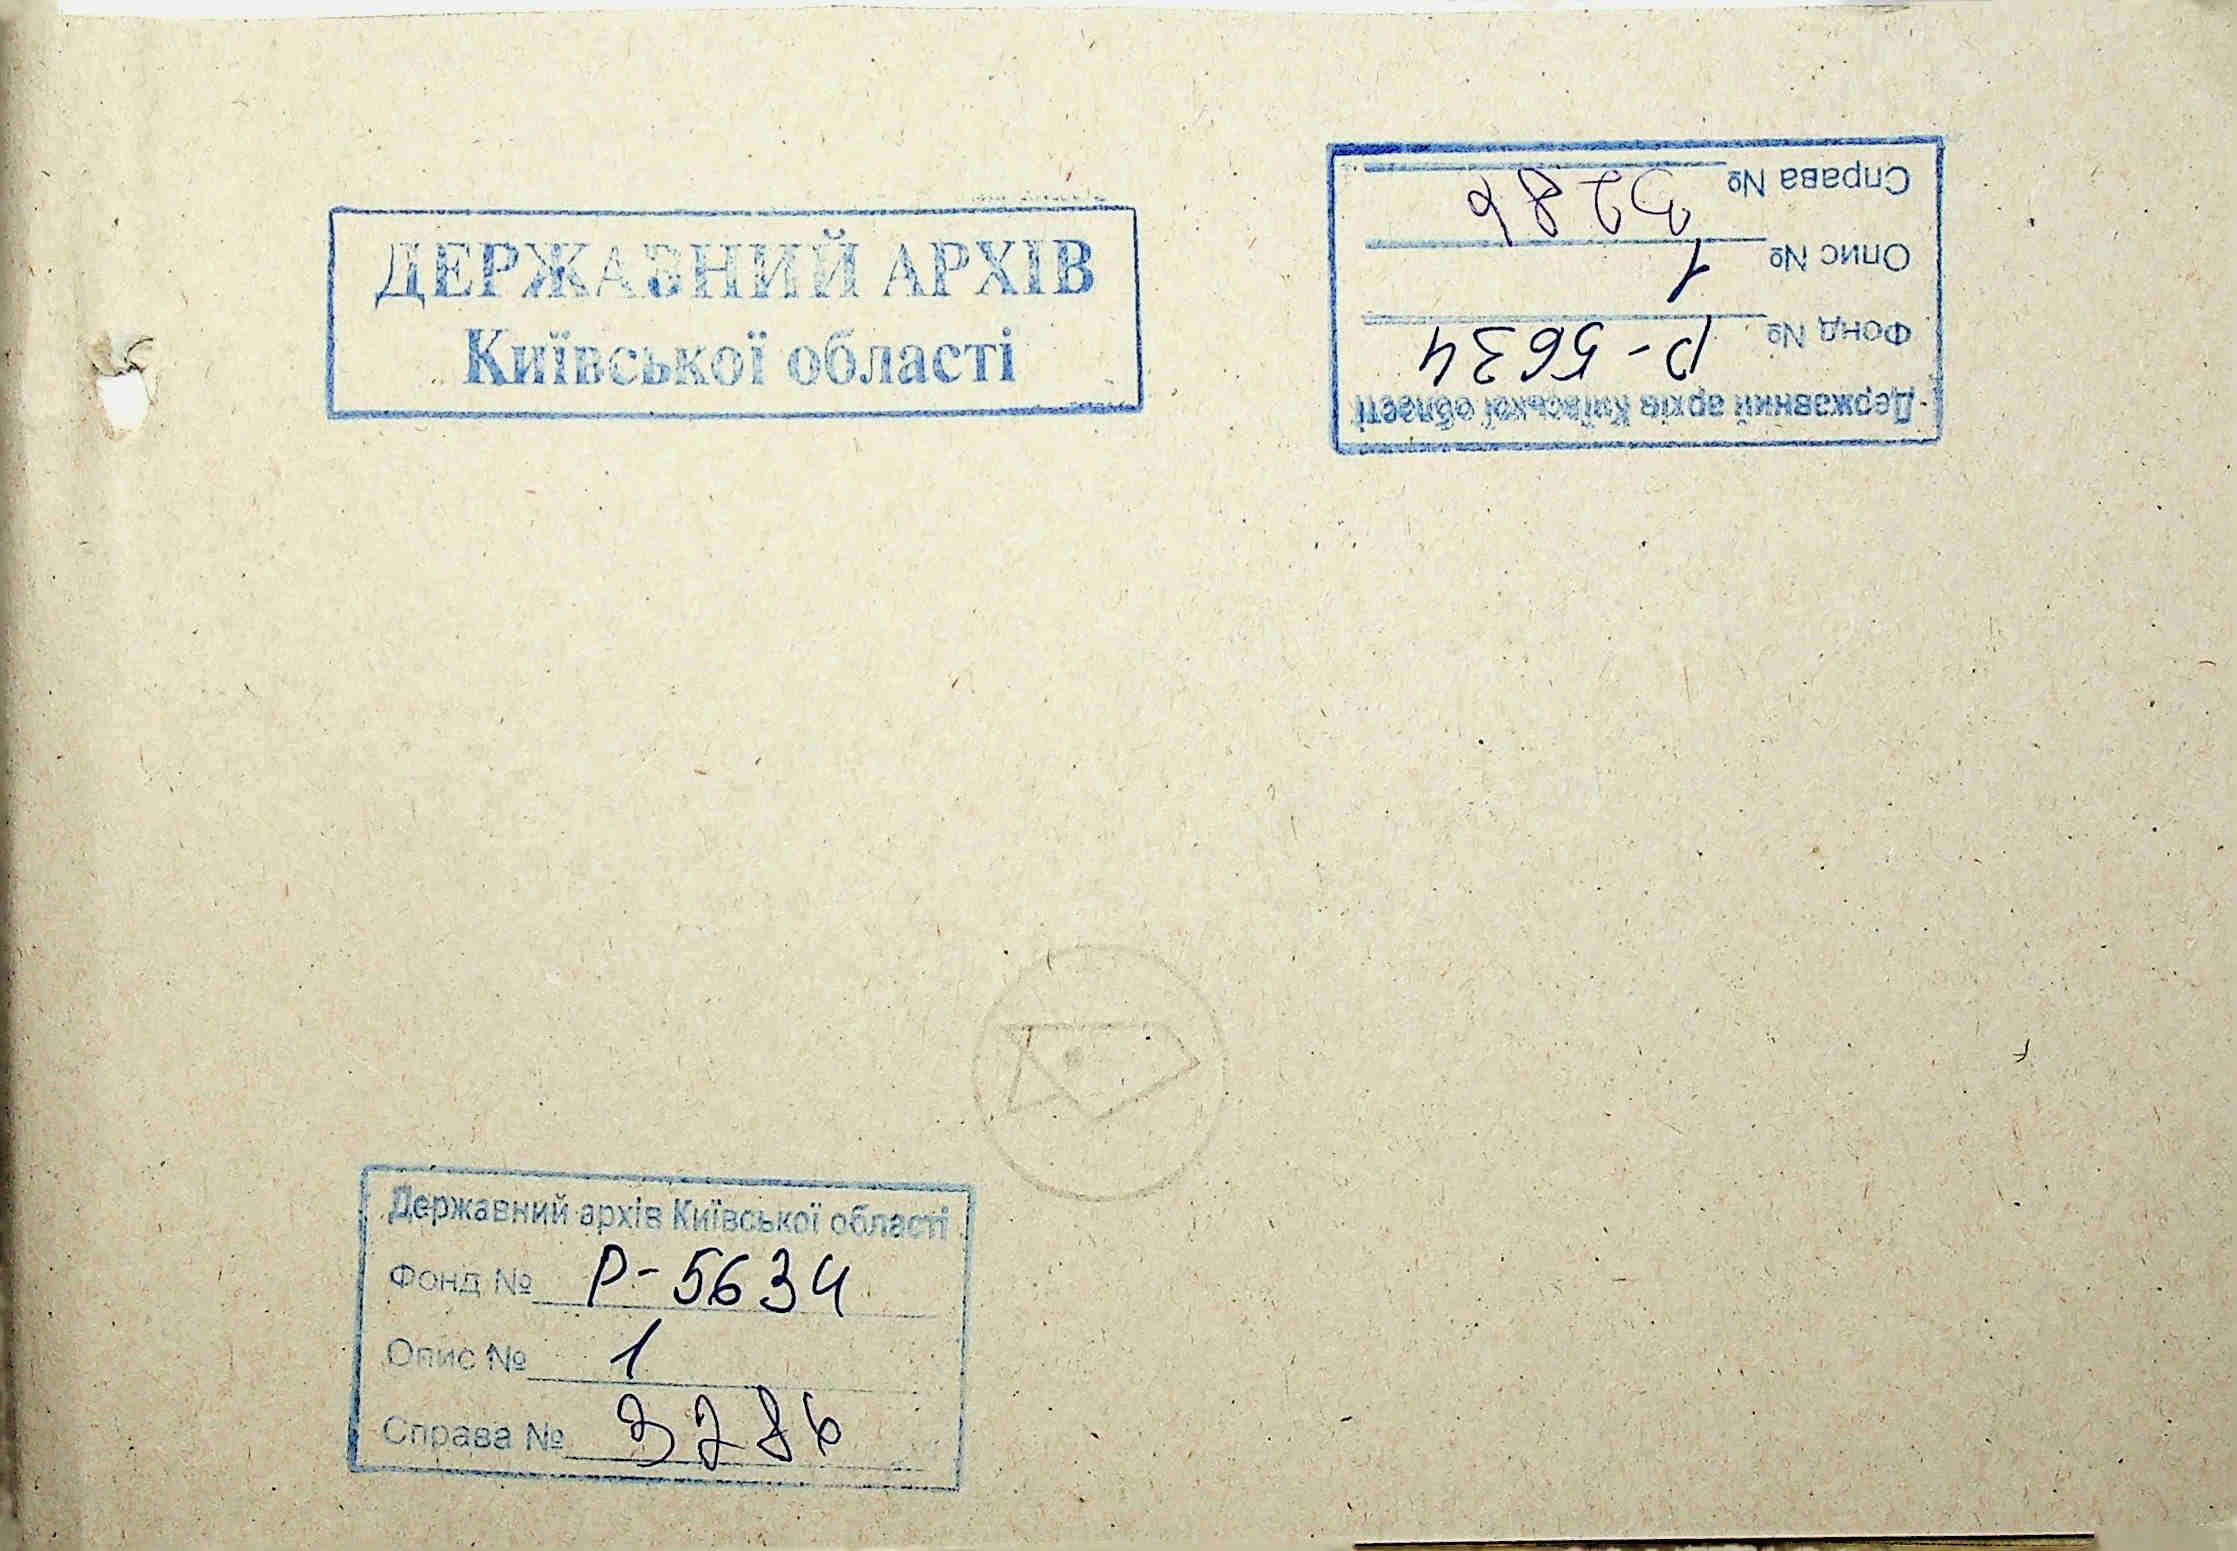 ДЕРЖАВНИЙ АРХІВ
Київської області
Державний архів Київської області
Фонд № Р-5634
Опис № 1
Справа № 3286
Державний архів Київської області
Фонд № Р-5634
Опис № 1
Справа № 3286